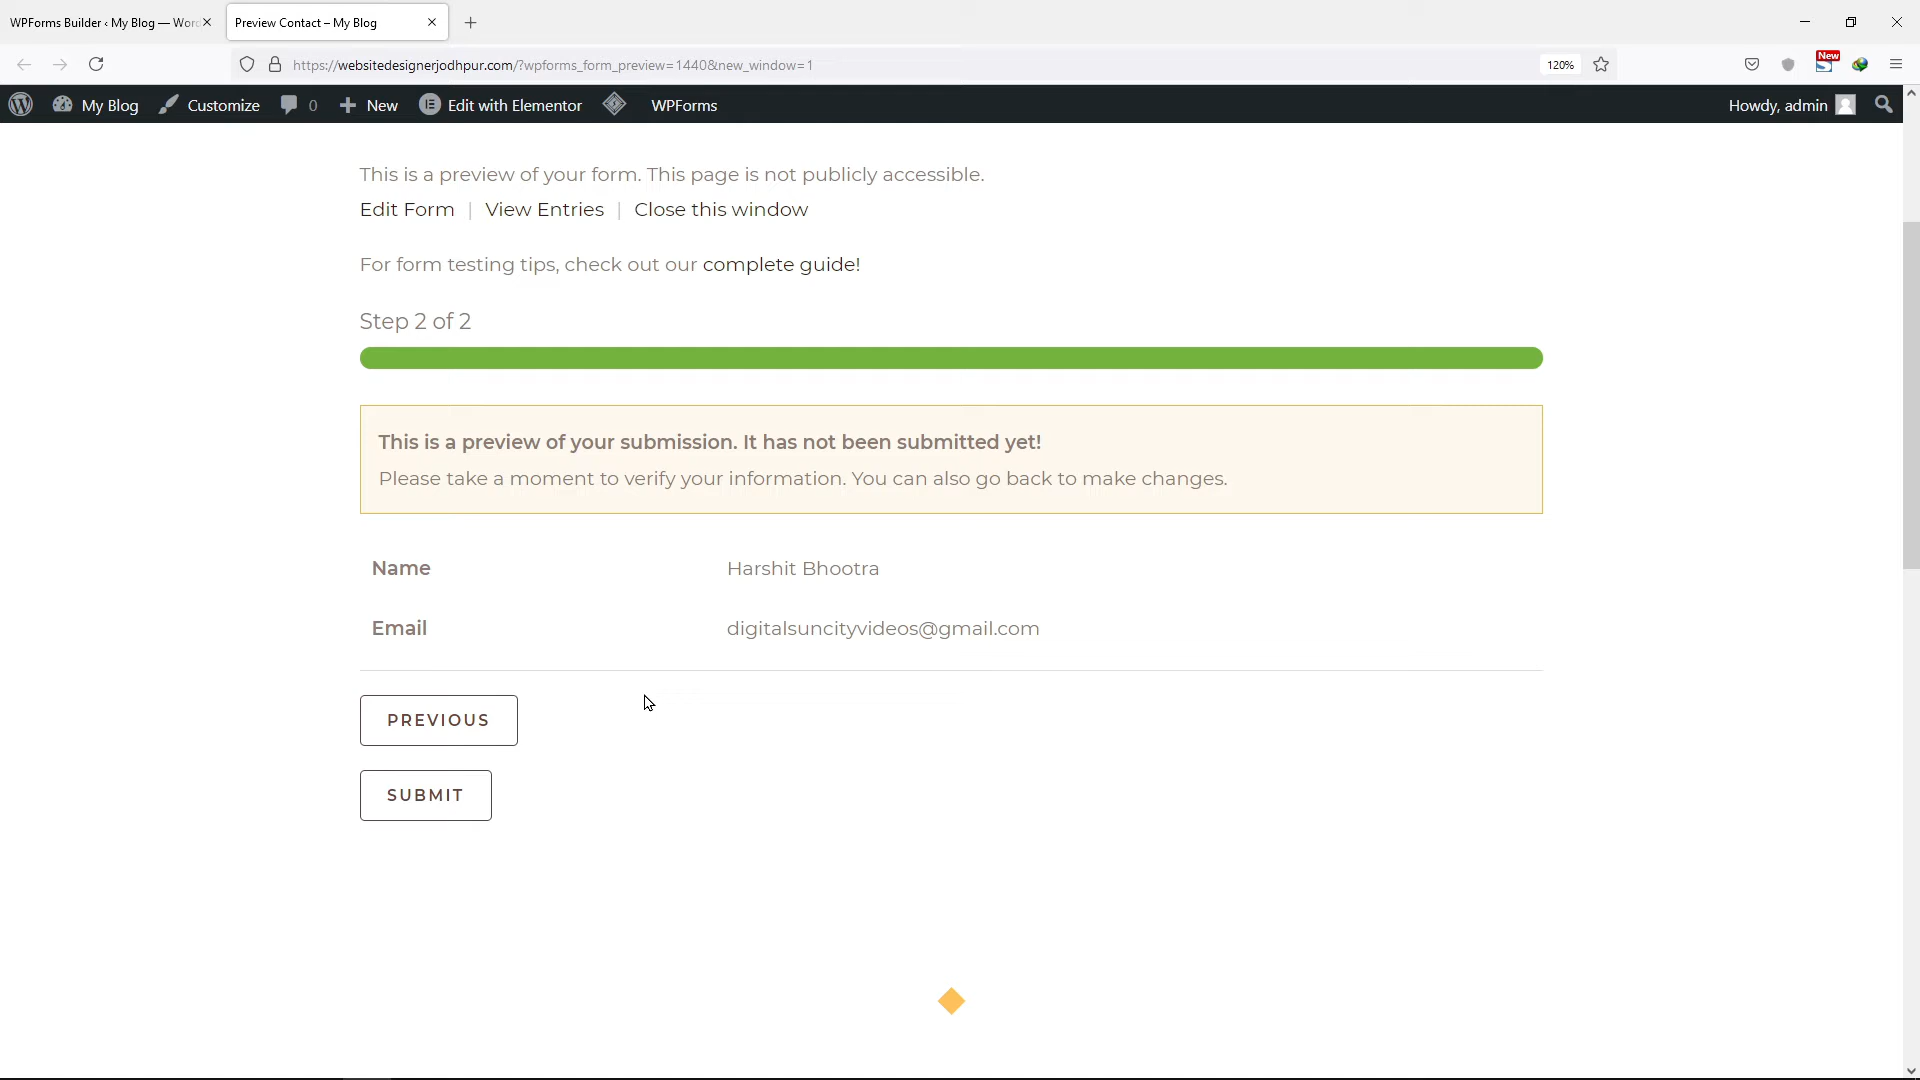 WPForms Builder ‹ My Blog — Wor
Preview Contact – My Blog
https://websitedesignerjodhpur.com/?wpforms_form_preview=1440&new_window=1
120%
New
My Blog
Customize
0
New
Edit with Elementor
WPForms
Howdy, admin
This is a preview of your form. This page is not publicly accessible.
Edit Form | View Entries | Close this window
For form testing tips, check out our complete guide!
Step 2 of 2
This is a preview of your submission. It has not been submitted yet!
Please take a moment to verify your information. You can also go back to make changes.
Name Harshit Bhootra
Email digitalsuncityvideos@gmail.com
PREVIOUS
SUBMIT